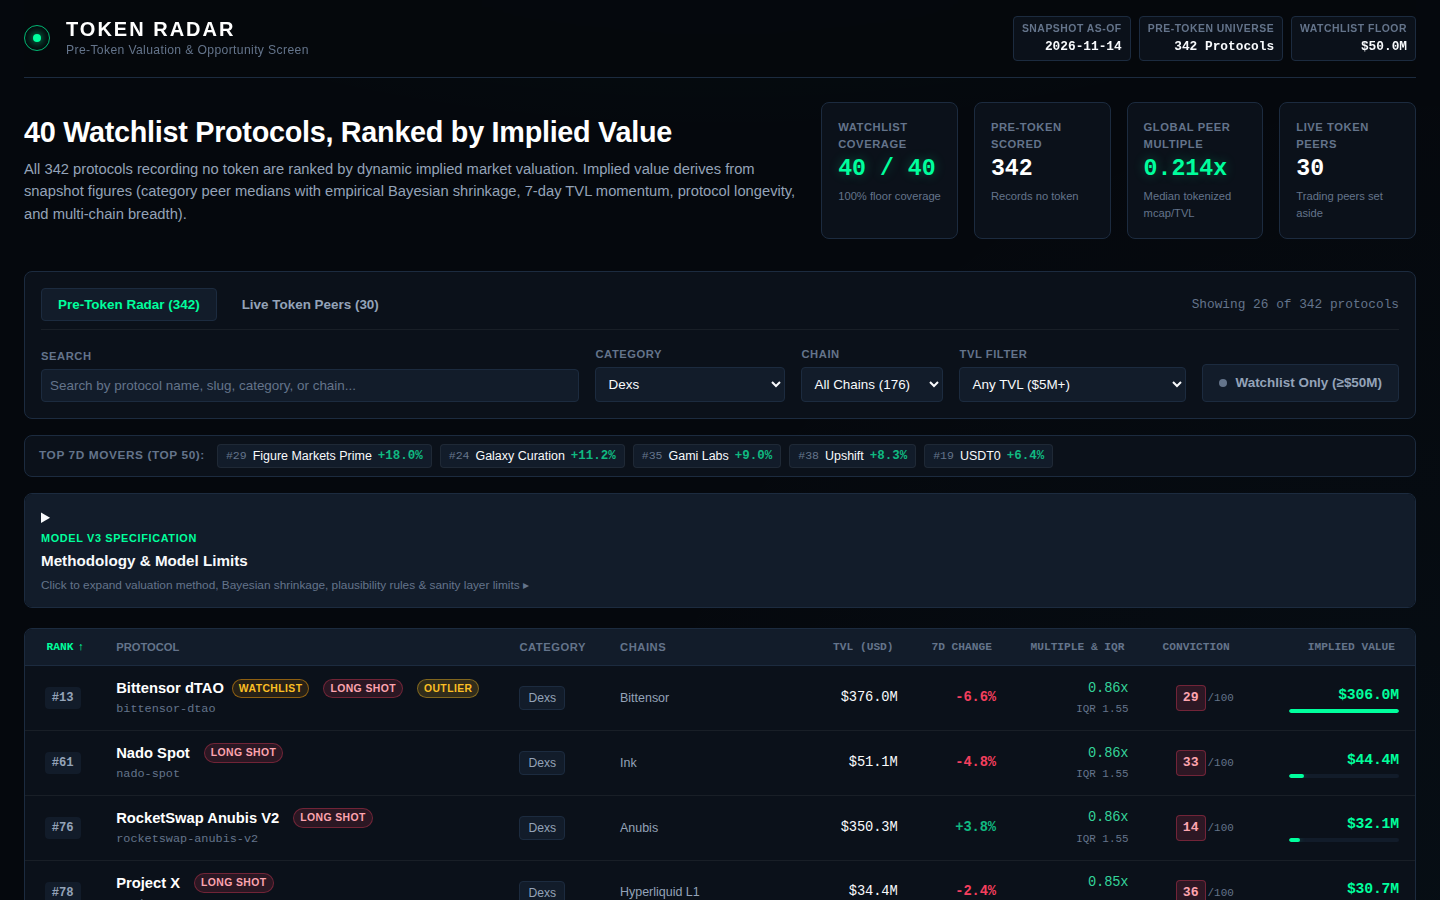 TOKEN RADAR
Pre-Token Valuation & Opportunity Screen
SNAPSHOT AS-OF
2026-11-14
PRE-TOKEN UNIVERSE
342 Protocols
WATCHLIST FLOOR
$50.0M
40 Watchlist Protocols, Ranked by Implied Value
All 342 protocols recording no token are ranked by dynamic implied market valuation. Implied value derives from
snapshot figures (category peer medians with empirical Bayesian shrinkage, 7-day TVL momentum, protocol longevity,
and multi-chain breadth).
WATCHLIST
COVERAGE
40 / 40
100% floor coverage
PRE-TOKEN
SCORED
342
Records no token
GLOBAL PEER
MULTIPLE
0.214x
Median tokenized
mcap/TVL
LIVE TOKEN
PEERS
30
Trading peers set
aside
Pre-Token Radar (342)
Live Token Peers (30)
Showing 26 of 342 protocols
SEARCH
Search by protocol name, slug, category, or chain...
CATEGORY
Dexs
CHAIN
All Chains (176)
TVL FILTER
Any TVL ($5M+)
Watchlist Only (≥$50M)
TOP 7D MOVERS (TOP 50):
#29 Figure Markets Prime +18.0%
#24 Galaxy Curation +11.2%
#35 Gami Labs +9.0%
#38 Upshift +8.3%
#19 USDT0 +6.4%
▶
MODEL V3 SPECIFICATION
Methodology & Model Limits
Click to expand valuation method, Bayesian shrinkage, plausibility rules & sanity layer limits ▸
RANK ↑ PROTOCOL CATEGORY CHAINS TVL (USD) 7D CHANGE MULTIPLE & IQR CONVICTION IMPLIED VALUE
#13 Bittensor dTAO WATCHLIST LONG SHOT OUTLIER Dexs Bittensor $376.0M -6.6% 0.86x 29 /100 $306.0M
bittensor-dtao IQR 1.55
#61 Nado Spot LONG SHOT Dexs Ink $51.1M -4.8% 0.86x 33 /100 $44.4M
nado-spot IQR 1.55
#76 RocketSwap Anubis V2 LONG SHOT Dexs Anubis $350.3M +3.8% 0.86x 14 /100 $32.1M
rocketswap-anubis-v2 IQR 1.55
#78 Project X LONG SHOT Dexs Hyperliquid L1 $34.4M -2.4% 0.85x 36 /100 $30.7M